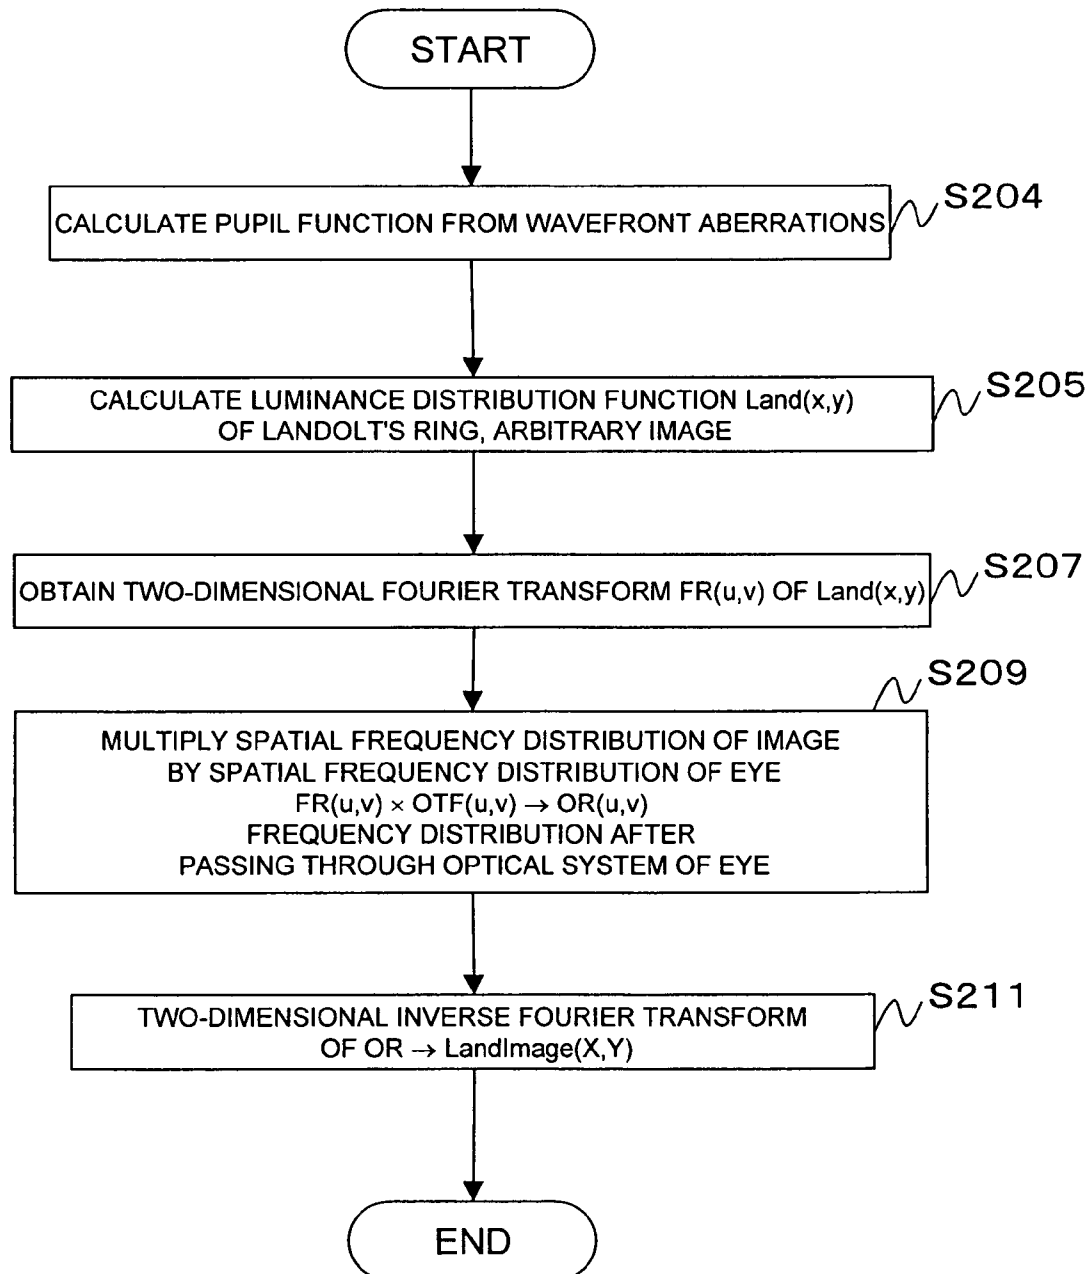 START
CALCULATE PUPIL FUNCTION FROM WAVEFRONT ABERRATIONS
S204
CALCULATE LUMINANCE DISTRIBUTION FUNCTION Land(x,y)
OF LANDOLT'S RING, ARBITRARY IMAGE
S205
OBTAIN TWO-DIMENSIONAL FOURIER TRANSFORM FR(u,v) OF Land(x,y)
S207
MULTIPLY SPATIAL FREQUENCY DISTRIBUTION OF IMAGE
BY SPATIAL FREQUENCY DISTRIBUTION OF EYE
FR(u,v) × OTF(u,v) → OR(u,v)
FREQUENCY DISTRIBUTION AFTER
PASSING THROUGH OPTICAL SYSTEM OF EYE
S209
TWO-DIMENSIONAL INVERSE FOURIER TRANSFORM
OF OR → LandImage(X,Y)
S211
END